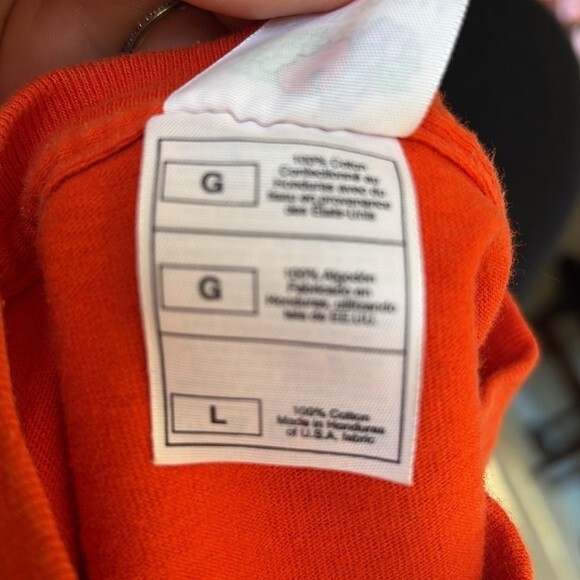 G
100% Cotton
Confectionné au
Honduras avec du
tissu en provenance
des États-Unis
G
100% Algodón
Fabricado en
Honduras, utilizando
tela de EE.UU.
L
100% Cotton
Made in Honduras
of U.S.A. fabric